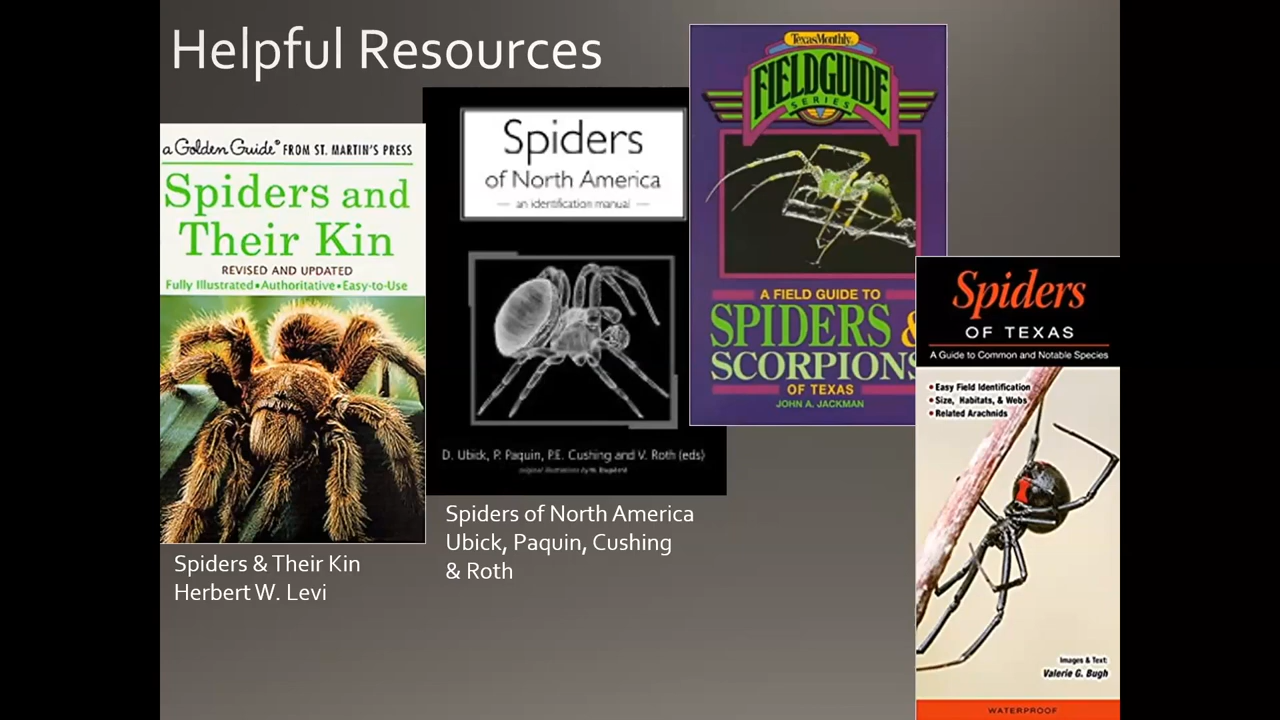 Helpful Resources
a Golden Guide® FROM ST. MARTIN'S PRESS
Spiders and
Their Kin
REVISED AND UPDATED
Fully Illustrated•Authoritative•Easy-to-Use
Spiders & Their Kin
Herbert W. Levi
Spiders
of North America
— an identification manual —
D. Ubick, P. Paquin, P.E. Cushing and V. Roth (eds)
Spiders of North America
Ubick, Paquin, Cushing
& Roth
TexasMonthly
FIELDGUIDE
SERIES
A FIELD GUIDE TO
SPIDERS &
SCORPIONS
OF TEXAS
JOHN A. JACKMAN
Spiders
OF TEXAS
A Guide to Common and Notable Species
• Easy Field Identification
• Size, Habitats, & Webs
• Related Arachnids
Images & Text:
Valerie G. Bugh
WATERPROOF